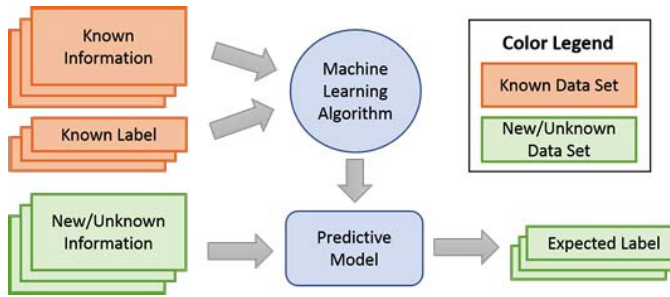 Known
Information
Known Label
New/Unknown
Information
Machine
Learning
Algorithm
Predictive
Model
Expected Label
Color Legend
Known Data Set
New/Unknown
Data Set